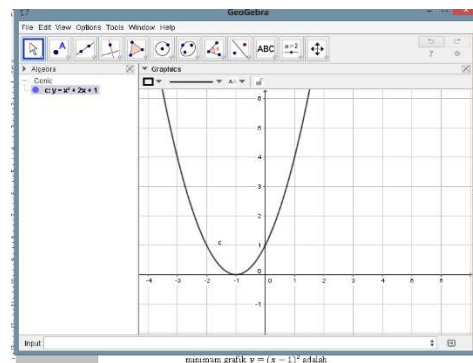 GeoGebra
File Edit View Options Tools Window Help
ABC a = 2
Algebra
Graphics
Conic
c: y = x² + 2x + 1
6
5
4
3
2
1
0
-1
-4 -3 -2 -1 0 1 2 3 4 5 6
c
Input:
minimum grafik y = (x − 1)² adalah